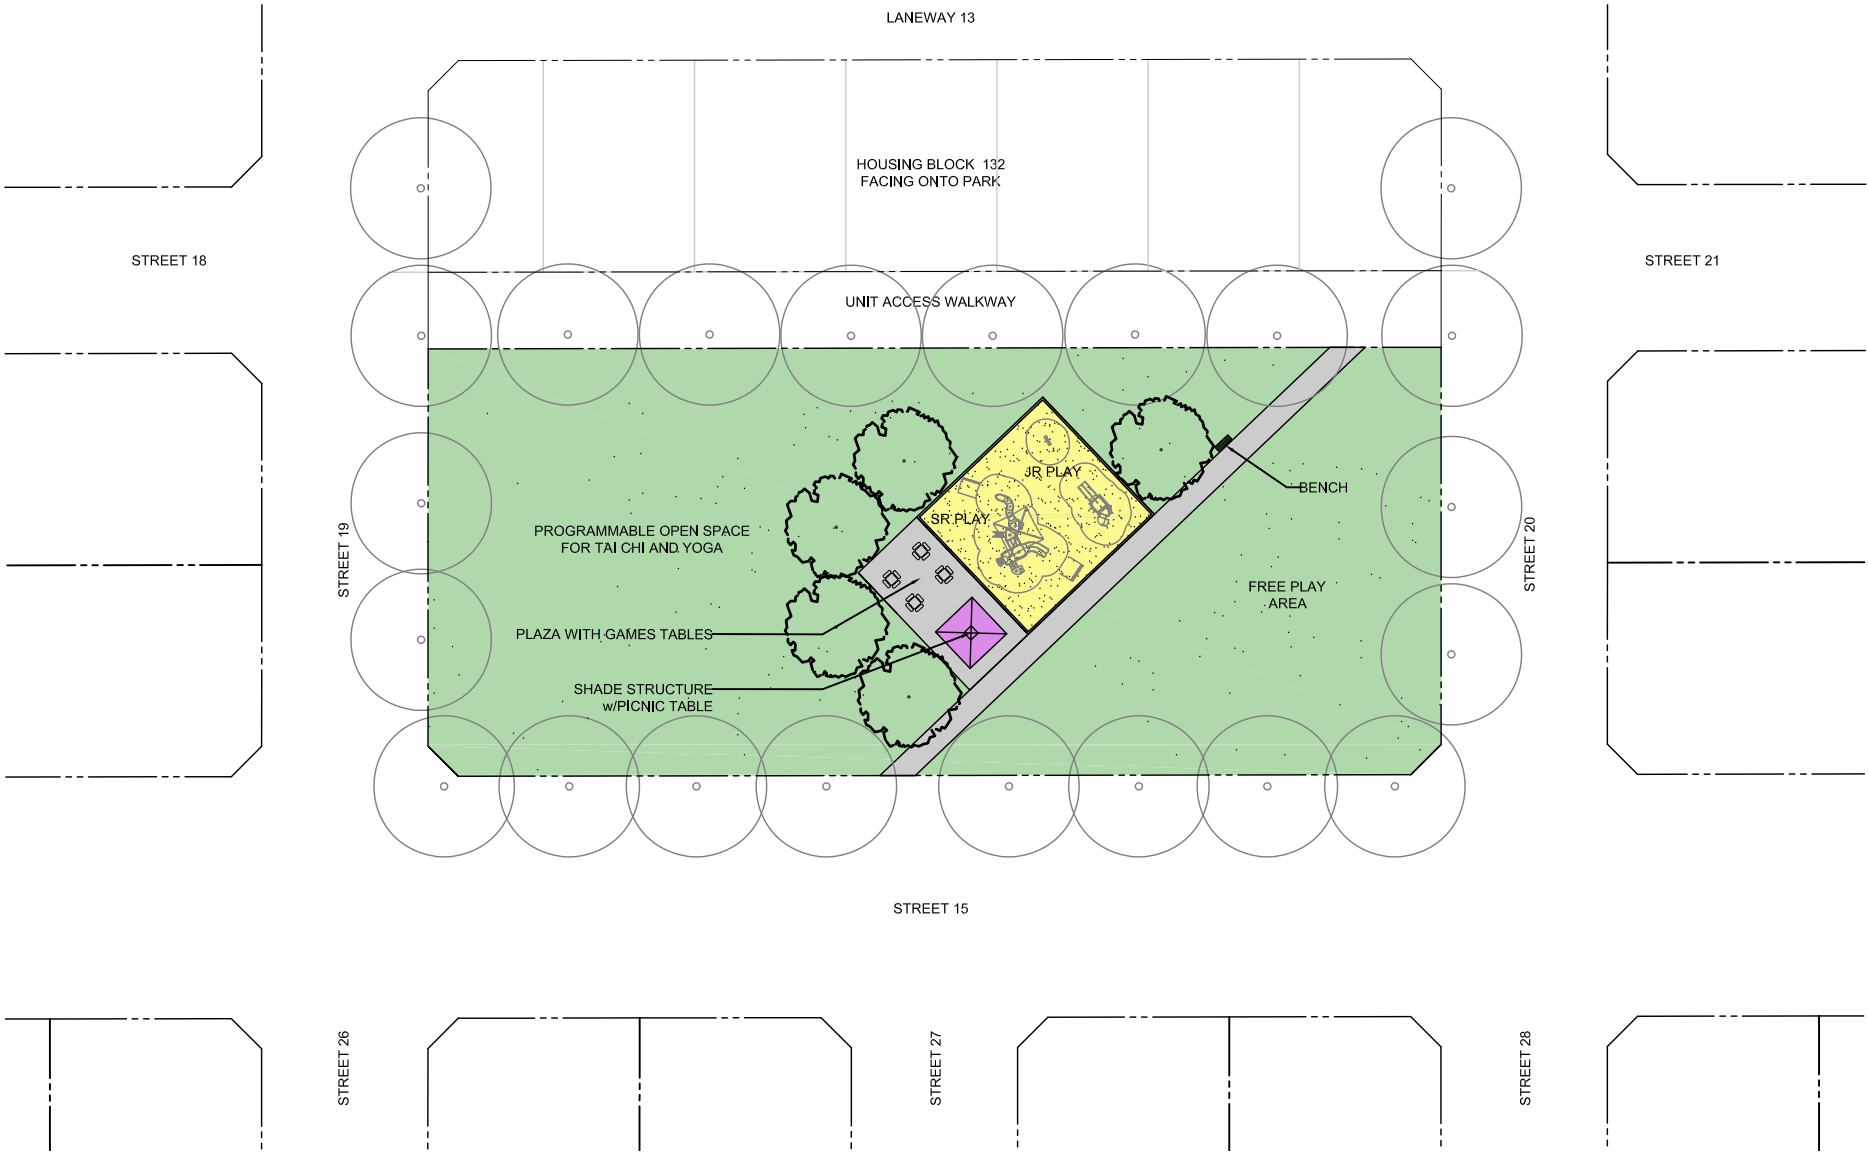 LANEWAY 13
HOUSING BLOCK 132
FACING ONTO PARK
STREET 18
STREET 21
UNIT ACCESS WALKWAY
JR PLAY
BENCH
SR PLAY
PROGRAMMABLE OPEN SPACE
FOR TAI CHI AND YOGA
STREET 19
STREET 20
FREE PLAY
AREA
PLAZA WITH GAMES TABLES
SHADE STRUCTURE
w/PICNIC TABLE
STREET 15
STREET 26
STREET 27
STREET 28